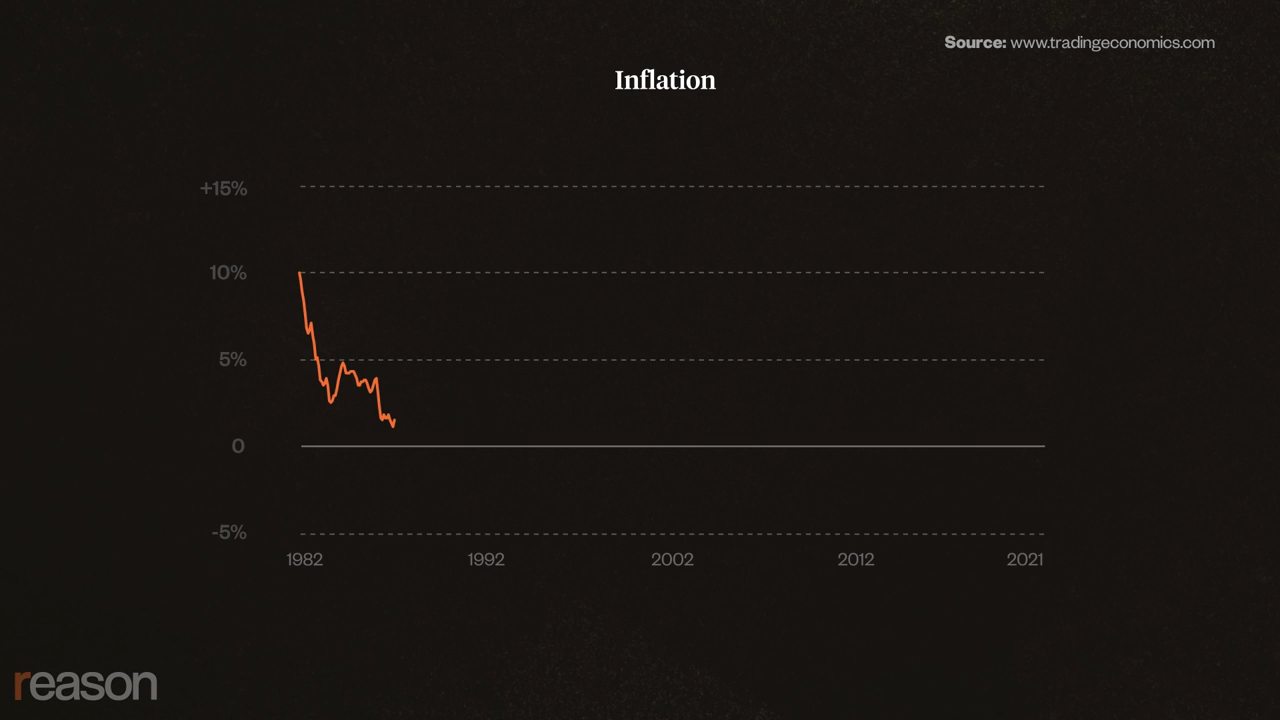 Source: www.tradingeconomics.com
Inflation
+15%
10%
5%
0
-5%
1982 1992 2002 2012 2021
reason